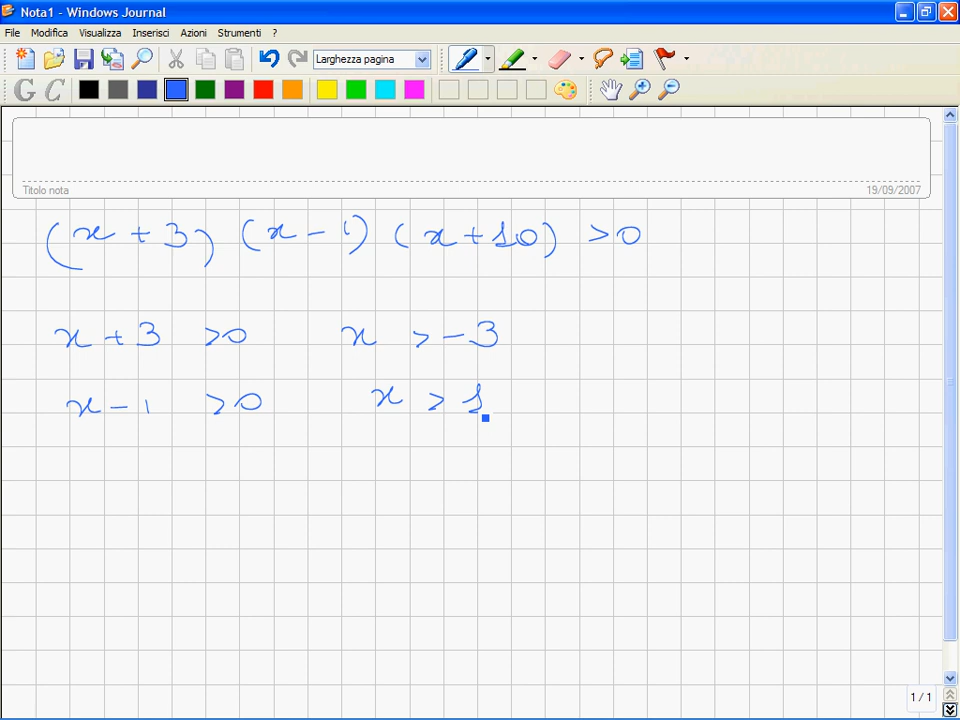 Nota1 - Windows Journal
File Modifica Visualizza Inserisci Azioni Strumenti ?
Larghezza pagina
G C
Titolo nota 19/09/2007
(x + 3) (x - 1) (x + 10) > 0
x + 3 > 0 x > - 3
x - 1 > 0 x > 1
1 / 1